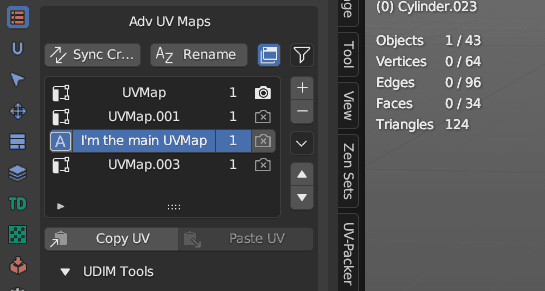 Adv UV Maps
Sync Cr...
AZ Rename
UVMap 1
UVMap.001 1
A I'm the main UVMap 1
UVMap.003 1
Copy UV
Paste UV
UDIM Tools
TD
Tool
View
Zen Sets
UV-Packer
(0) Cylinder.023
Objects 1 / 43
Vertices 0 / 64
Edges 0 / 96
Faces 0 / 34
Triangles 124